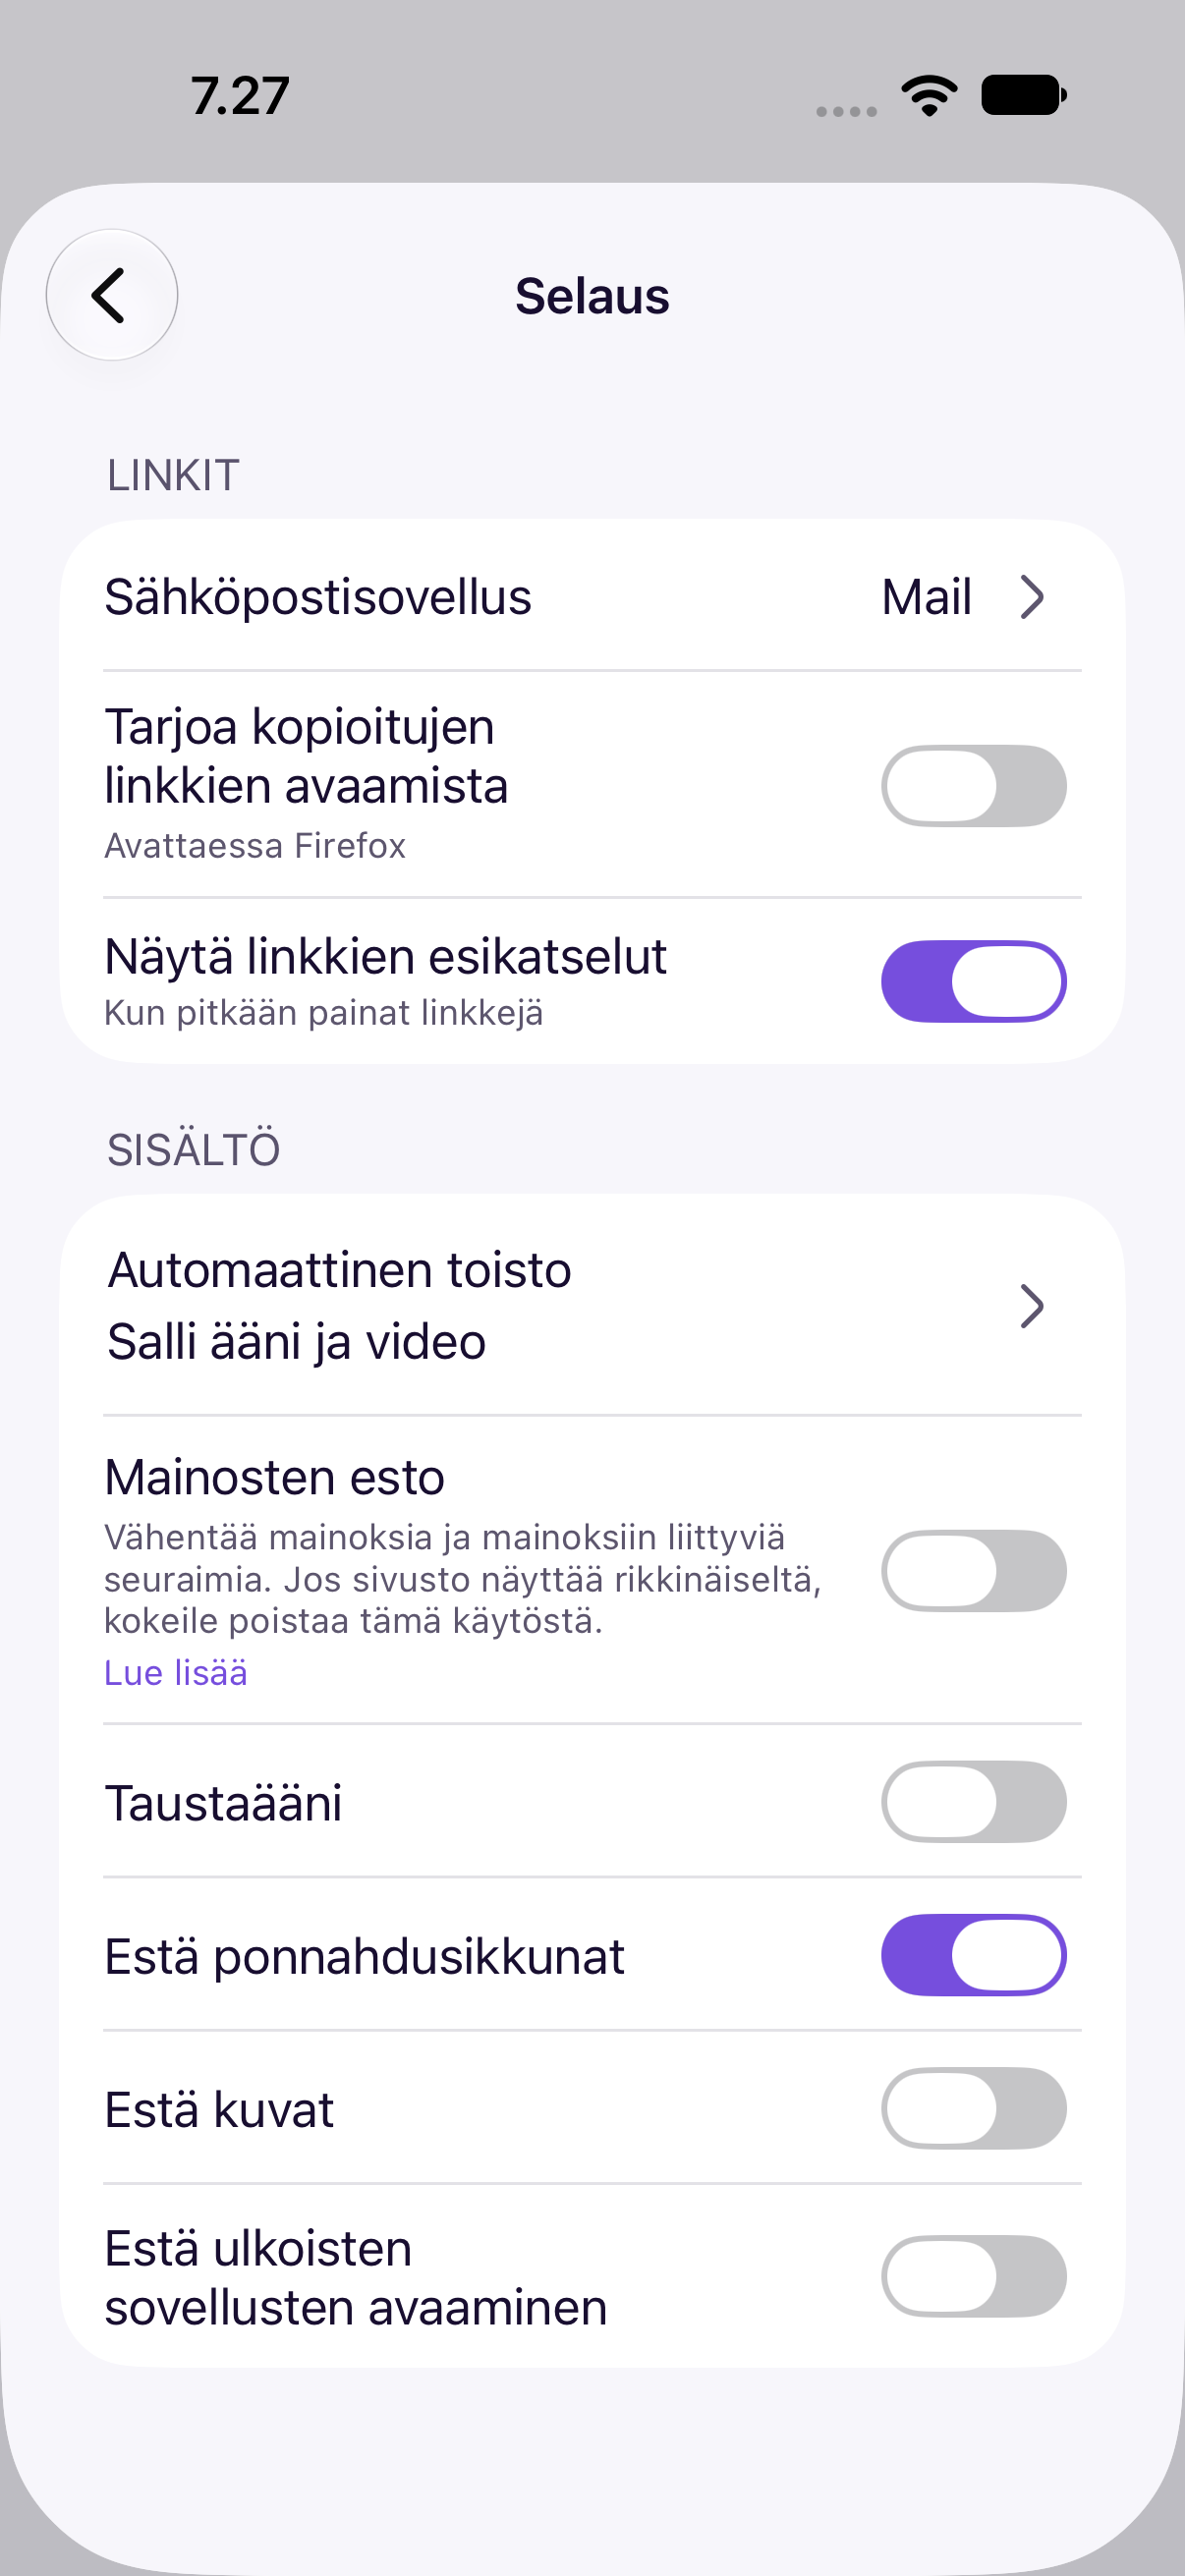 7.27
Selaus
LINKIT
Sähköpostisovellus Mail
Tarjoa kopioitujen
linkkien avaamista
Avattaessa Firefox
Näytä linkkien esikatselut
Kun pitkään painat linkkejä
SISÄLTÖ
Automaattinen toisto
Salli ääni ja video
Mainosten esto
Vähentää mainoksia ja mainoksiin liittyviä
seuraimia. Jos sivusto näyttää rikkinäiseltä,
kokeile poistaa tämä käytöstä.
Lue lisää
Taustaääni
Estä ponnahdusikkunat
Estä kuvat
Estä ulkoisten
sovellusten avaaminen